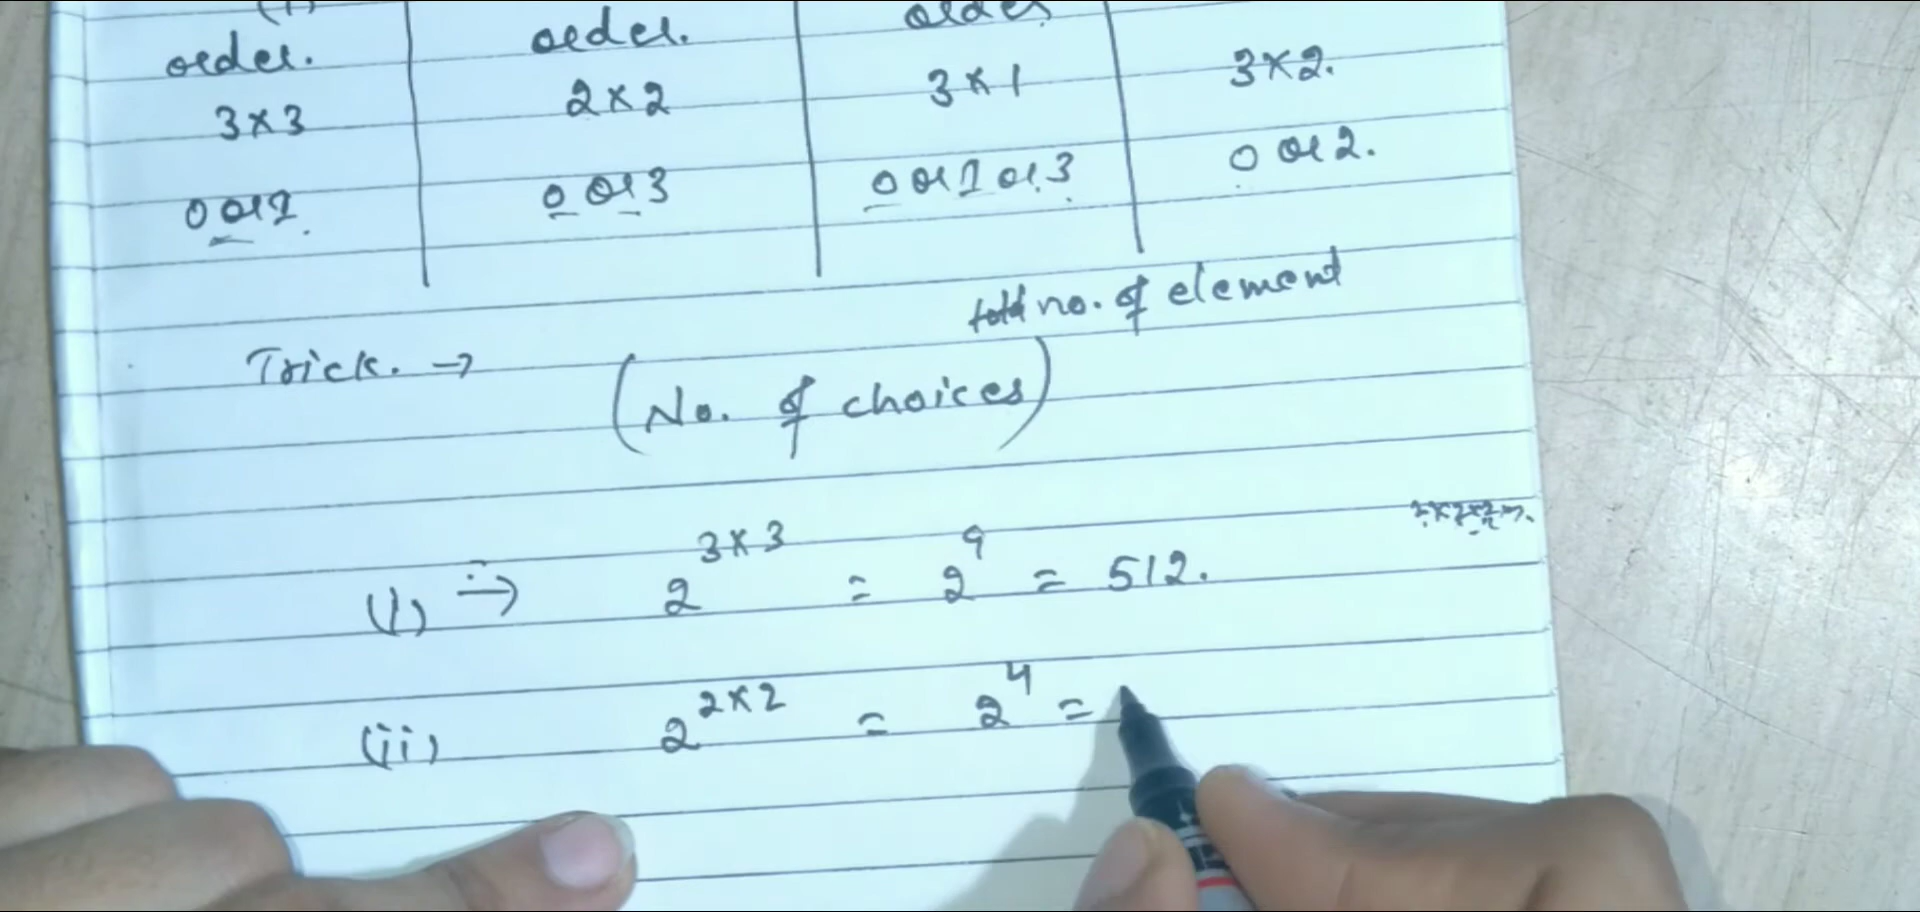 (i)
order. order. order
3×3 2×2 3×1 3×2.
0 or 1. 0 or 3 0 or 1 or 3 0 or 2.
total no. of element
Trick. → (No. of choices)
(i) → 2^3×3 = 2^9 = 512.
(ii) 2^2×2 = 2^4 =